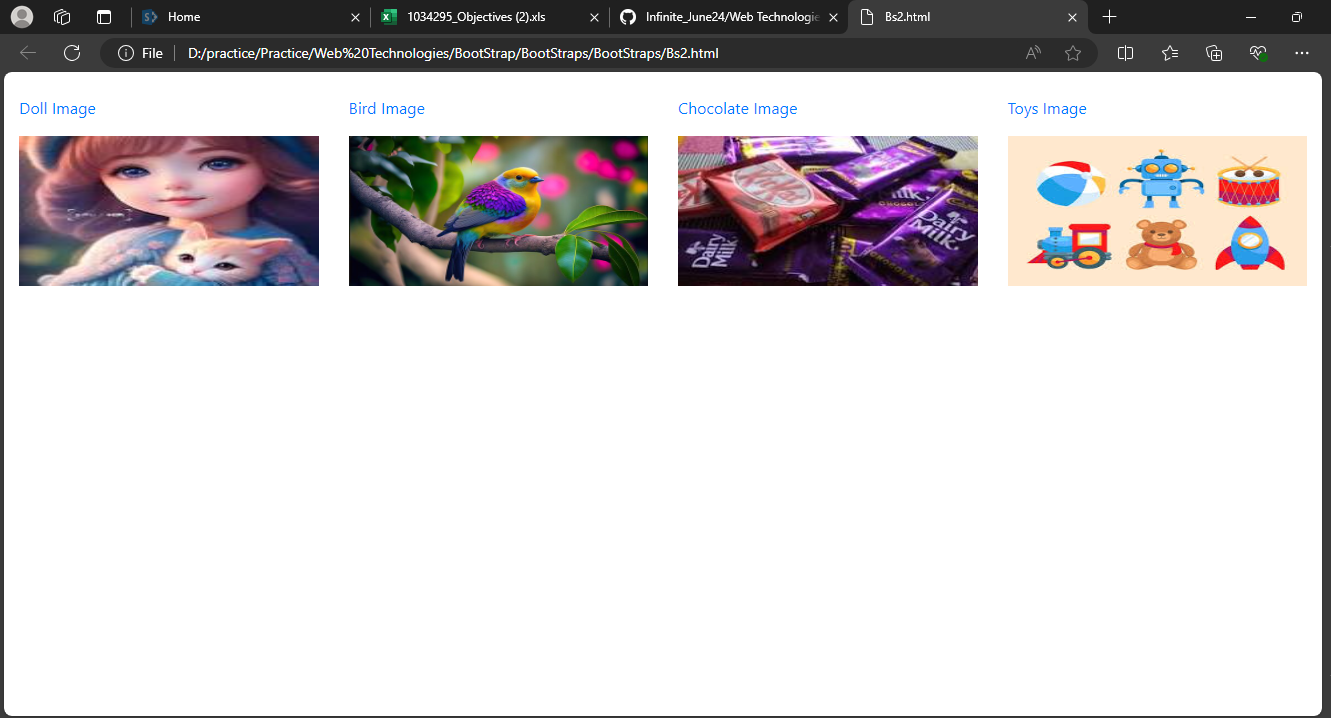 Home
1034295_Objectives (2).xls
Infinite_June24/Web Technologie
Bs2.html
File
D:/practice/Practice/Web%20Technologies/BootStrap/BootStraps/BootStraps/Bs2.html
Doll Image
Bird Image
Chocolate Image
Toys Image
Dairy Milk
Dairy Milk